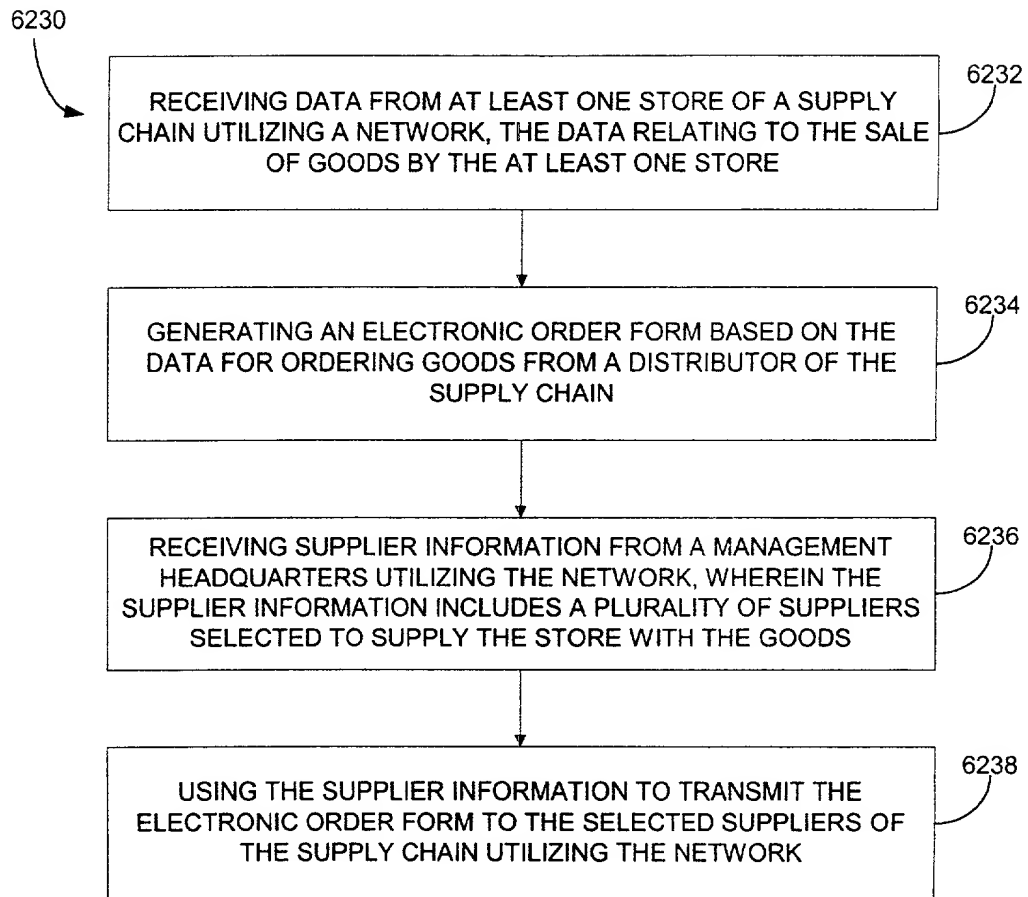 6230
6232
RECEIVING DATA FROM AT LEAST ONE STORE OF A SUPPLY
CHAIN UTILIZING A NETWORK, THE DATA RELATING TO THE SALE
OF GOODS BY THE AT LEAST ONE STORE
6234
GENERATING AN ELECTRONIC ORDER FORM BASED ON THE
DATA FOR ORDERING GOODS FROM A DISTRIBUTOR OF THE
SUPPLY CHAIN
6236
RECEIVING SUPPLIER INFORMATION FROM A MANAGEMENT
HEADQUARTERS UTILIZING THE NETWORK, WHEREIN THE
SUPPLIER INFORMATION INCLUDES A PLURALITY OF SUPPLIERS
SELECTED TO SUPPLY THE STORE WITH THE GOODS
6238
USING THE SUPPLIER INFORMATION TO TRANSMIT THE
ELECTRONIC ORDER FORM TO THE SELECTED SUPPLIERS OF
THE SUPPLY CHAIN UTILIZING THE NETWORK